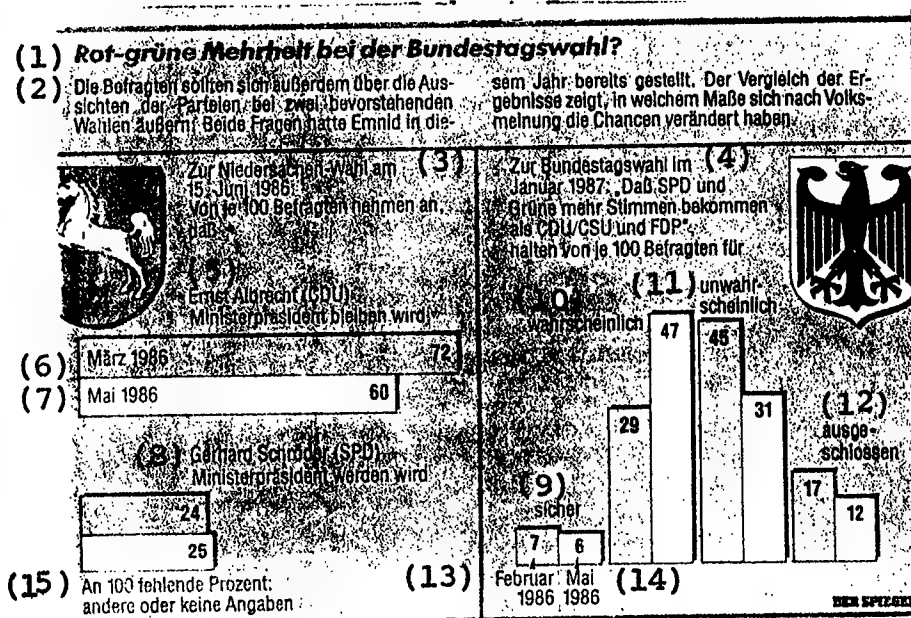 (1) Rot-grüne Mehrheit bei der Bundestagswahl?
(2) Die Befragten sollten sich außerdem über die Aus-
sichten der Parteien bei zwei bevorstehenden
Wahlen äußern. Beide Fragen hatte Emnid in die-
sem Jahr bereits gestellt. Der Vergleich der Er-
gebnisse zeigt, in welchem Maße sich nach Volks-
meinung die Chancen verändert haben.
(3)
Zur Niedersachsen-Wahl am
15. Juni 1986:
Von je 100 Befragten nehmen an,
daß
(5)
Ernst Albrecht (CDU)
Ministerpräsident bleiben wird
(6) März 1986 72
(7) Mai 1986 60
(8) Gerhard Schröder (SPD)
Ministerpräsident werden wird
24
25
(15) An 100 fehlende Prozent:
andere oder keine Angaben
(13)
(4)
Zur Bundestagswahl im
Januar 1987: „Daß SPD und
Grüne mehr Stimmen bekommen
als CDU/CSU und FDP“
halten von je 100 Befragten für
(9)
sicher
7 6
(10)
wahrscheinlich
29 47
(11) unwahr-
scheinlich
45 31
(12)
ausge-
schlossen
17 12
Februar Mai
1986 1986
(14)
DER SPIEGEL